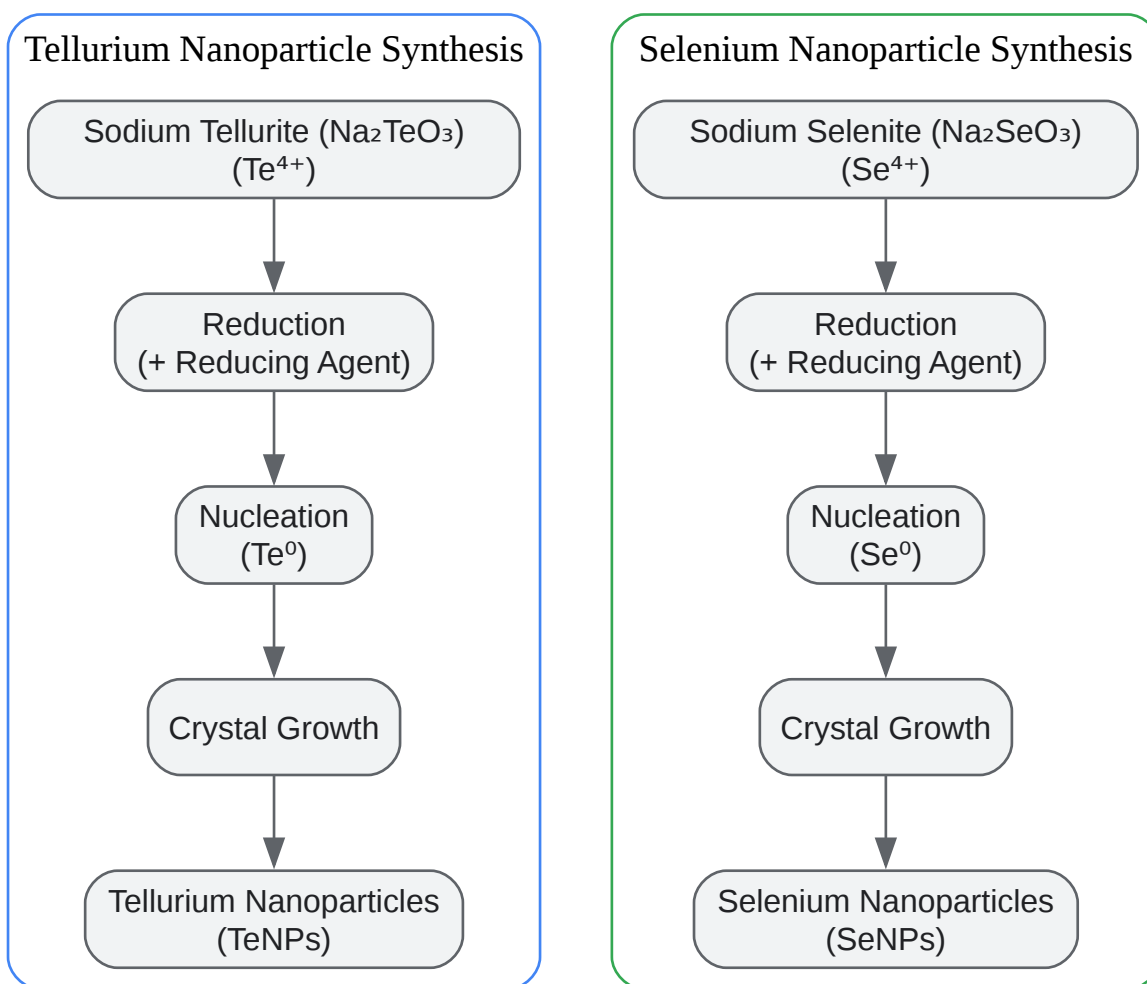 Tellurium Nanoparticle Synthesis
Sodium Tellurite (Na₂TeO₃)
(Te⁴⁺)
Reduction
(+ Reducing Agent)
Nucleation
(Te⁰)
Crystal Growth
Tellurium Nanoparticles
(TeNPs)
Selenium Nanoparticle Synthesis
Sodium Selenite (Na₂SeO₃)
(Se⁴⁺)
Reduction
(+ Reducing Agent)
Nucleation
(Se⁰)
Crystal Growth
Selenium Nanoparticles
(SeNPs)